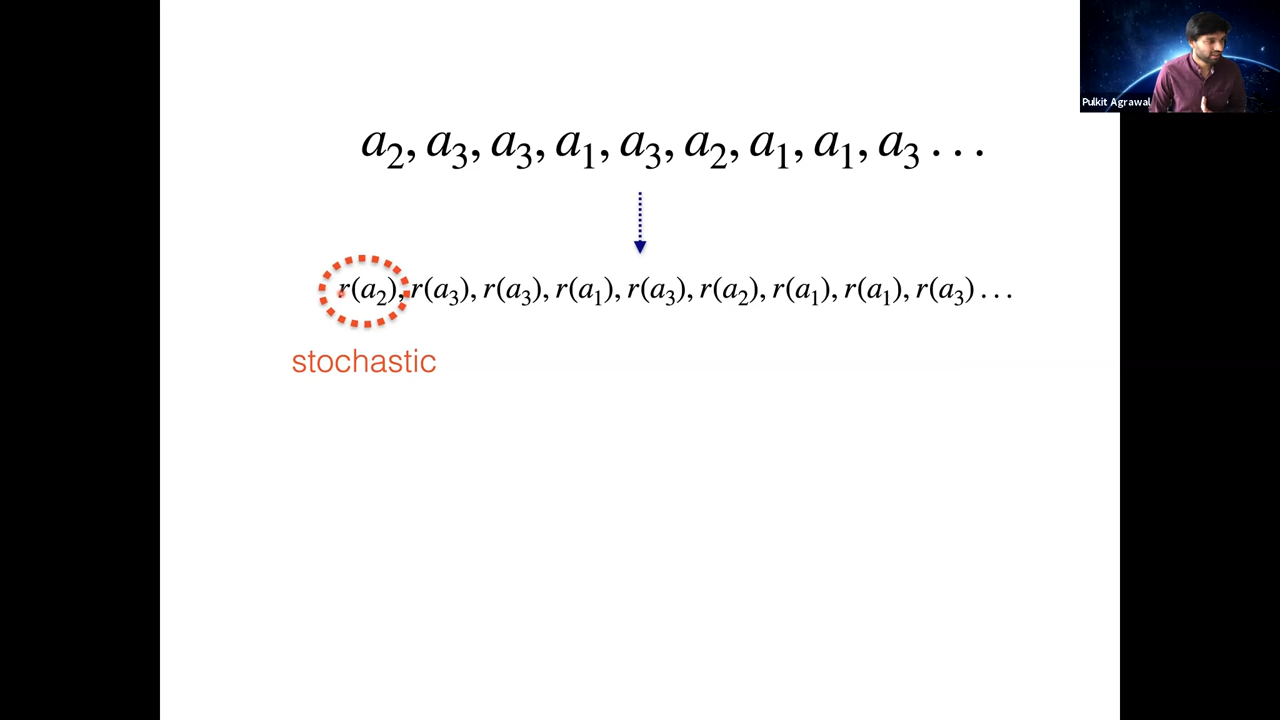 Pulkit Agrawal
a₂, a₃, a₃, a₁, a₃, a₂, a₁, a₁, a₃ . . .
r(a₂), r(a₃), r(a₃), r(a₁), r(a₃), r(a₂), r(a₁), r(a₁), r(a₃) . . .
stochastic